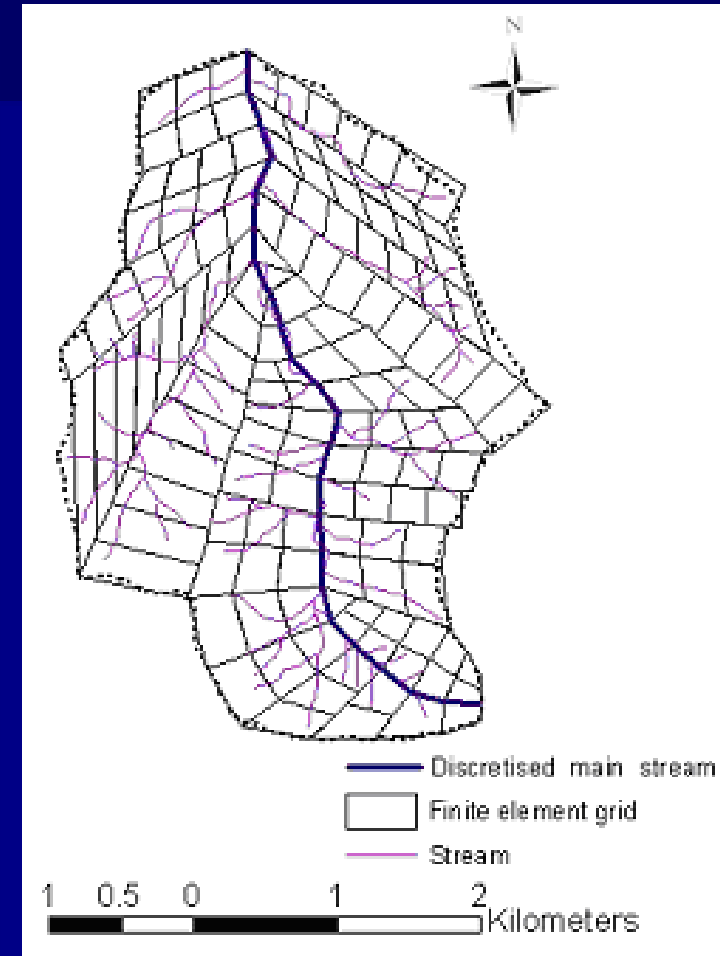 N
Discretised main stream
Finite element grid
Stream
1 0.5 0 1 2
Kilometers